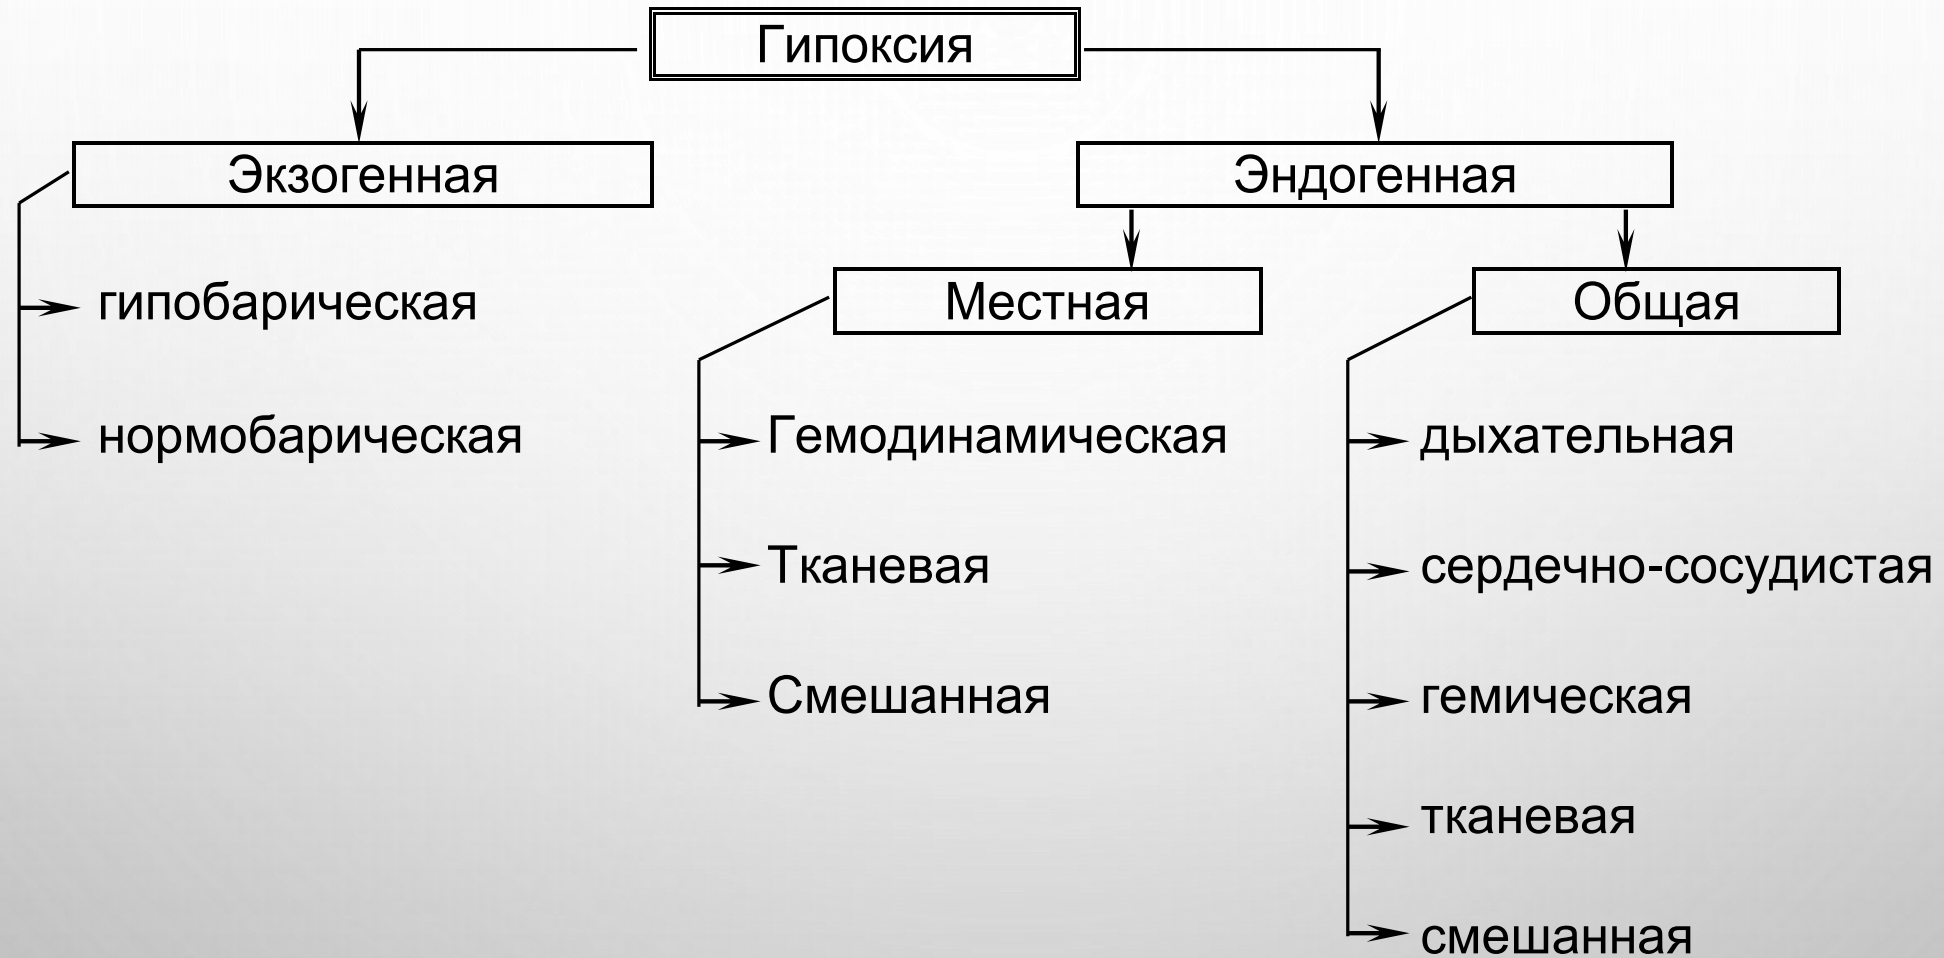 Гипоксия
Экзогенная
гипобарическая
нормобарическая
Эндогенная
Местная
Гемодинамическая
Тканевая
Смешанная
Общая
дыхательная
сердечно-сосудистая
гемическая
тканевая
смешанная